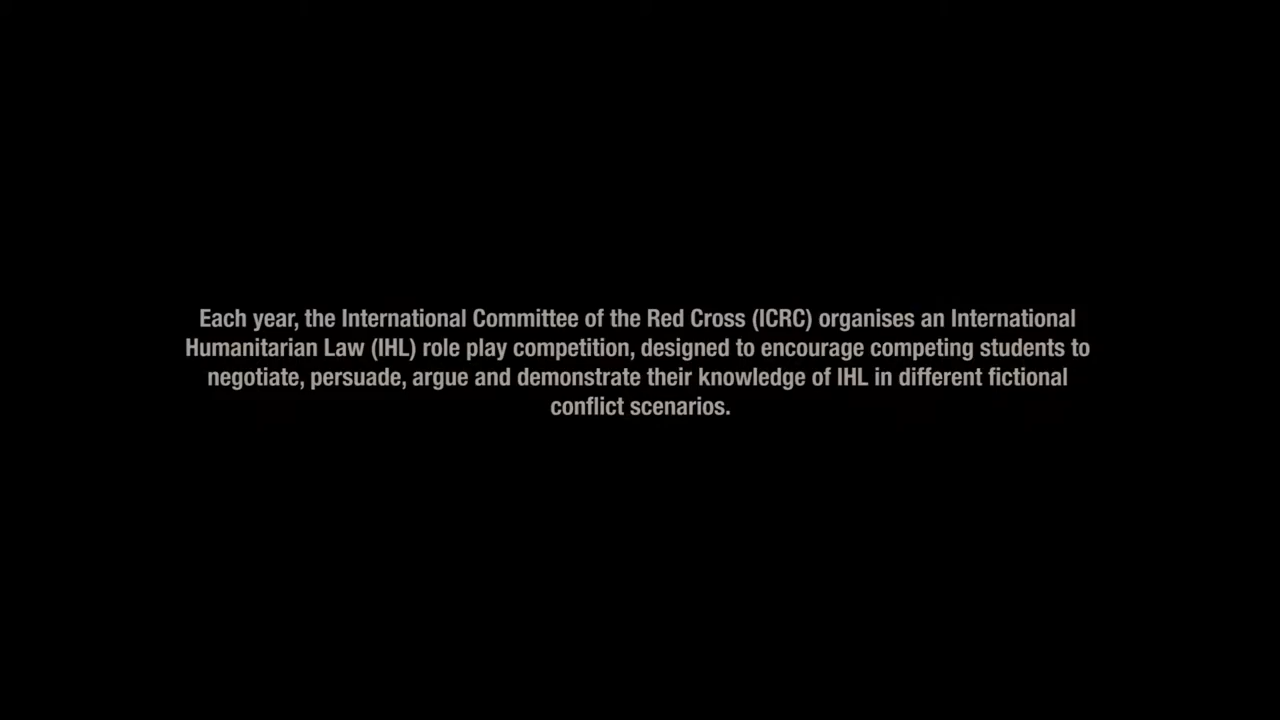 Each year, the International Committee of the Red Cross (ICRC) organises an International
Humanitarian Law (IHL) role play competition, designed to encourage competing students to
negotiate, persuade, argue and demonstrate their knowledge of IHL in different fictional
conflict scenarios.